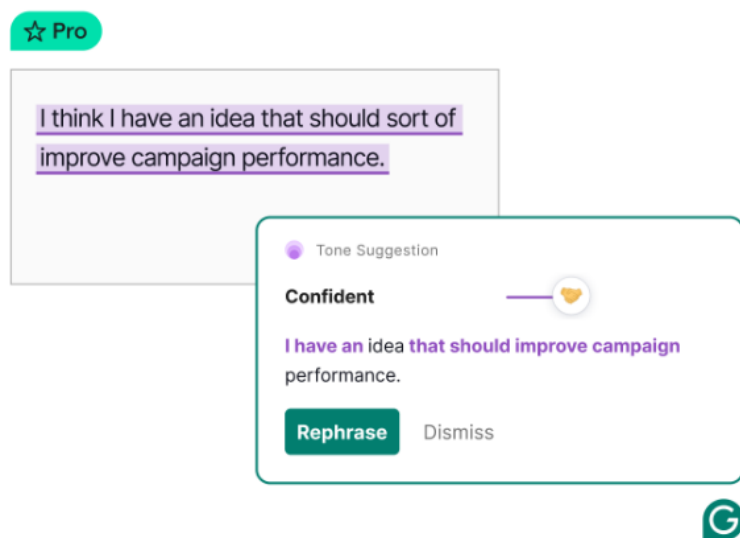 Pro
I think I have an idea that should sort of
improve campaign performance.
Tone Suggestion
Confident
I have an idea that should improve campaign
performance.
Rephrase Dismiss
G